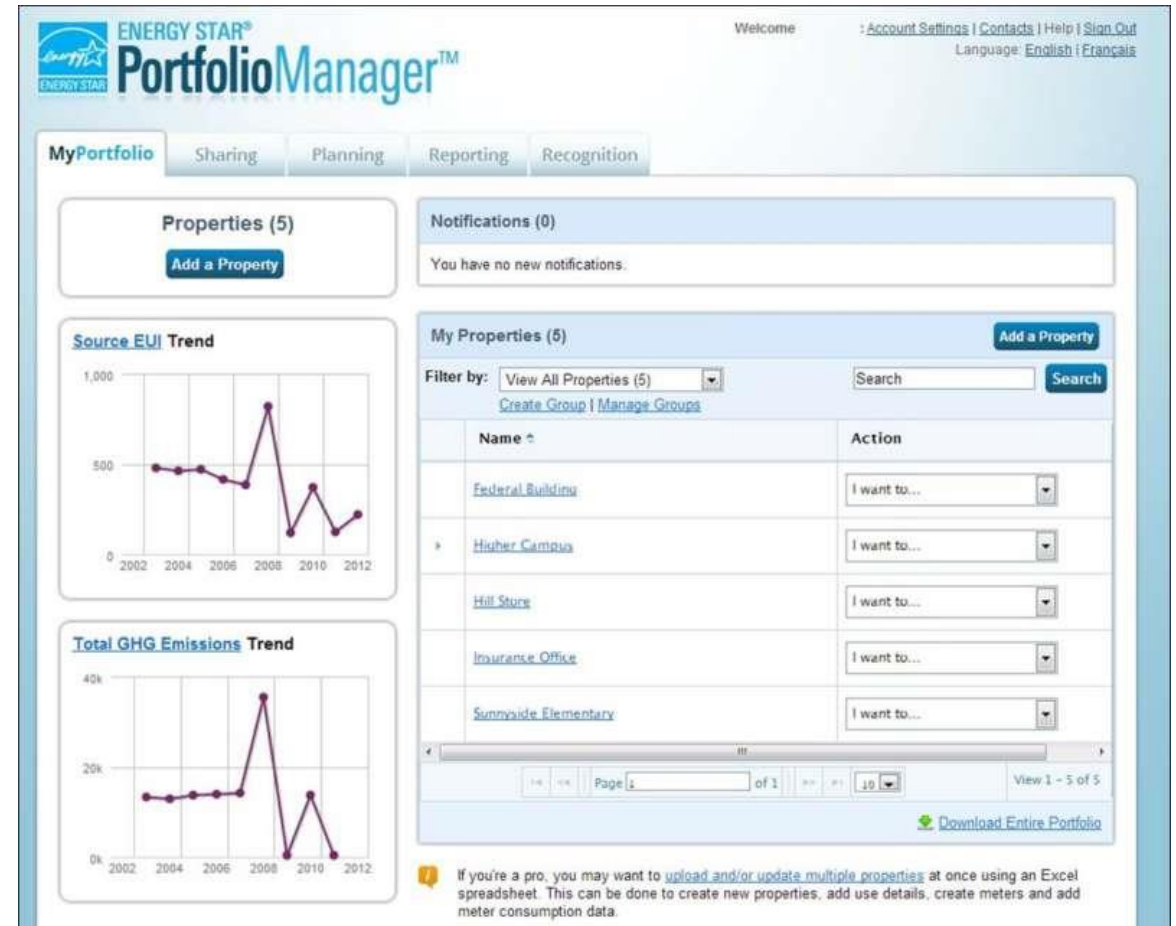 ENERGY STAR®
PortfolioManager™
energy
ENERGY STAR
Welcome : Account Settings | Contacts | Help | Sign Out
Language: English | Français
MyPortfolio Sharing Planning Reporting Recognition
Properties (5)
Add a Property
Source EUI Trend
1,000
500
0
2002 2004 2006 2008 2010 2012
Total GHG Emissions Trend
40k
20k
0k
2002 2004 2006 2008 2010 2012
Notifications (0)
You have no new notifications.
My Properties (5) Add a Property
Filter by: View All Properties (5) Search Search
Create Group | Manage Groups
Name Action
Federal Building I want to...
Higher Campus I want to...
Hill Store I want to...
Insurance Office I want to...
Sunnyside Elementary I want to...
Page 1 of 1 10 View 1 - 5 of 5
Download Entire Portfolio
If you're a pro, you may want to upload and/or update multiple properties at once using an Excel
spreadsheet. This can be done to create new properties, add use details, create meters and add
meter consumption data.